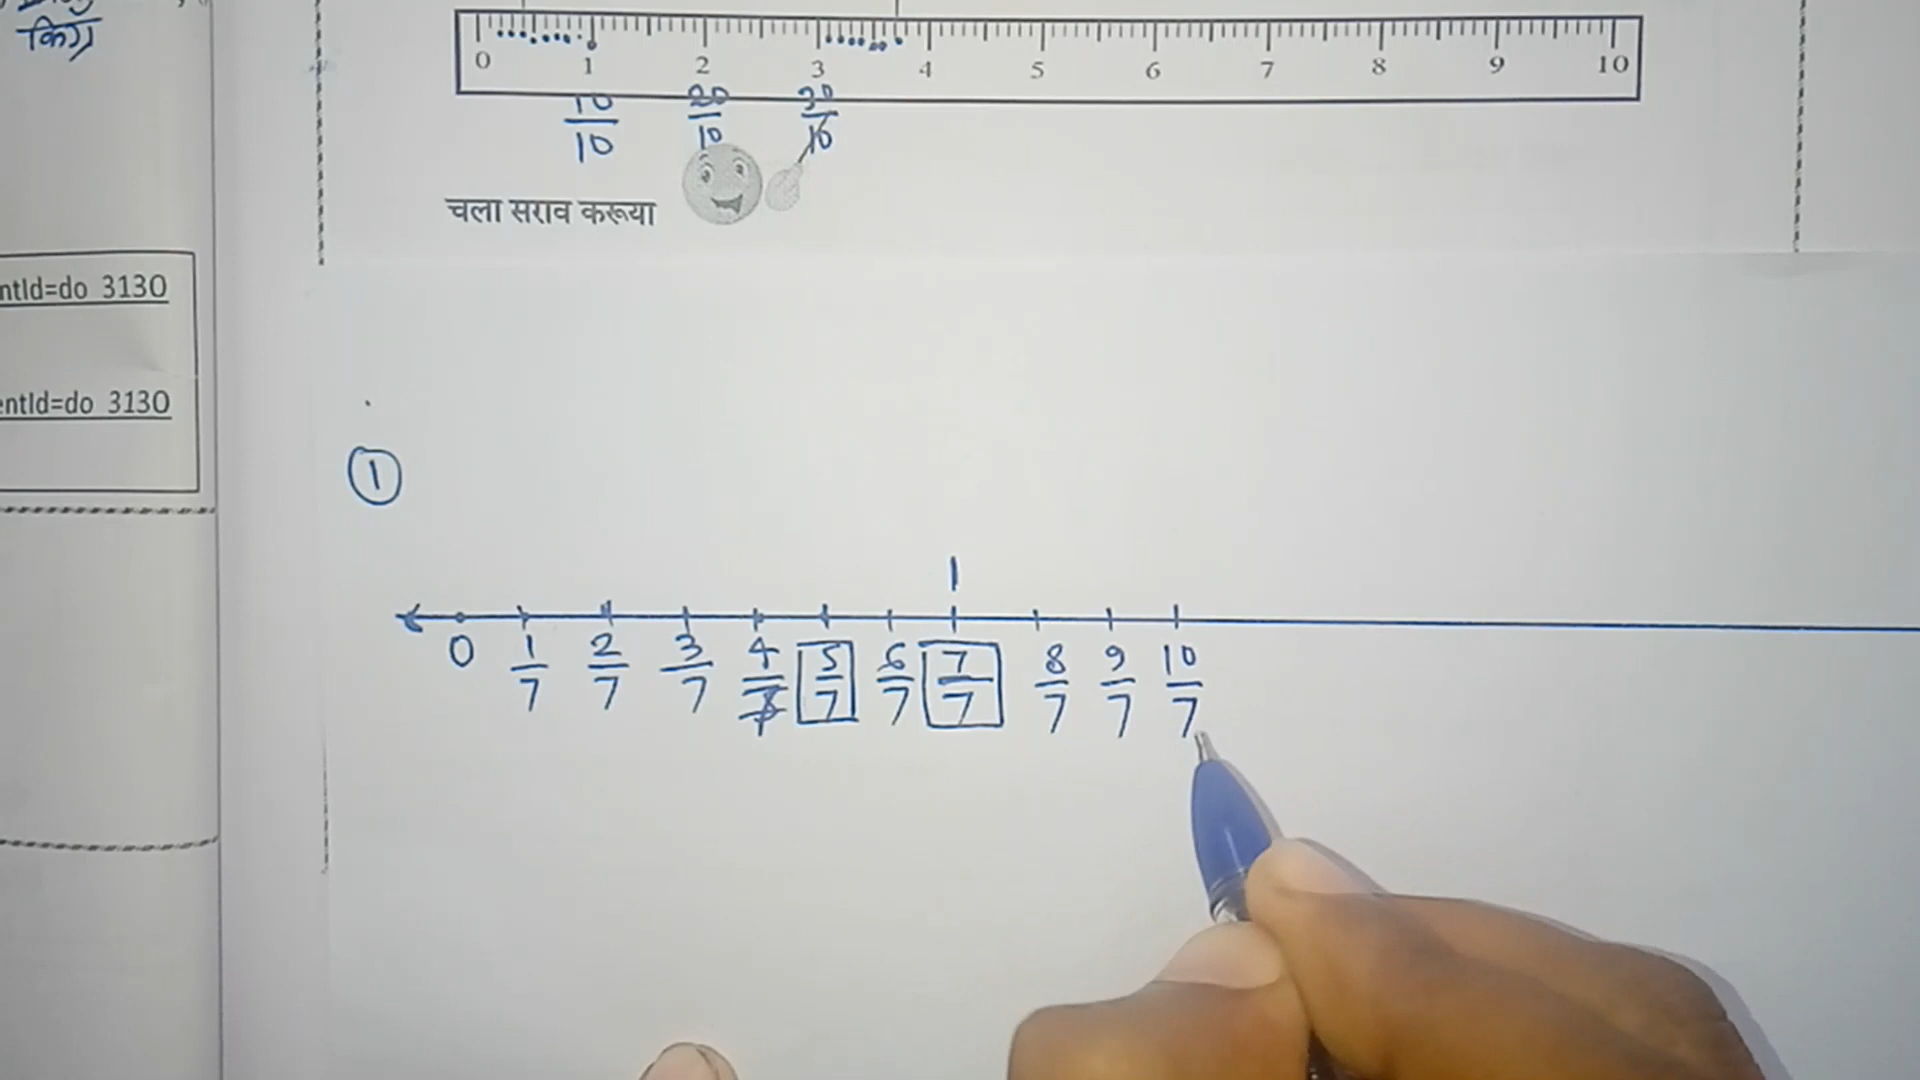 किग्रॅ
0 1 2 3 4 5 6 7 8 9 10
10/10 20/10 30/10
चला सराव करूया
ntId=do 3130
entId=do 3130
①
1
0 1/7 2/7 3/7 4/7 5/7 6/7 7/7 8/7 9/7 10/7